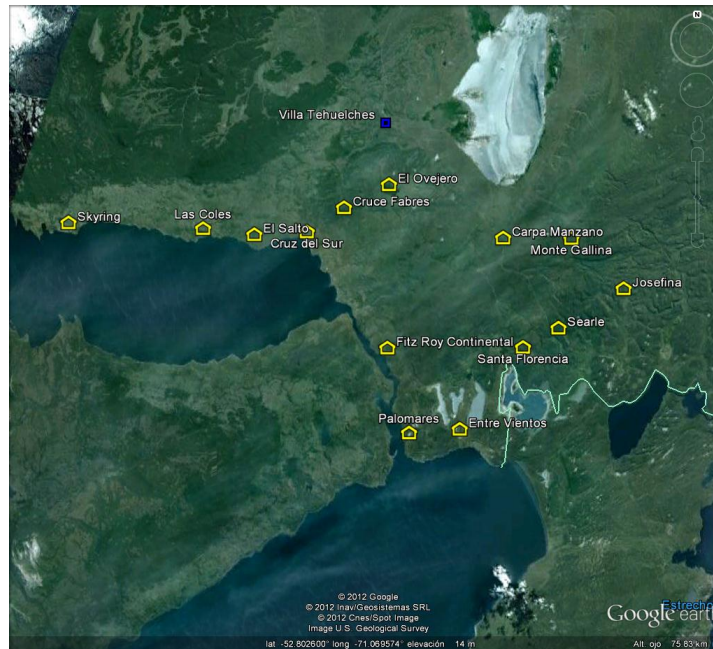 N
Villa Tehuelches
El Ovejero
Cruce Fabres
Skyring
Las Coles
El Salto
Cruz del Sur
Carpa Manzano
Monte Gallina
Josefina
Searle
Fitz Roy Continental
Santa Florencia
Palomares
Entre Vientos
© 2012 Google
© 2012 Inav/Geosistemas SRL
© 2012 Cnes/Spot Image
Image U.S. Geological Survey
Estrecho
Google earth
lat -52.802600° long -71.069574° elevación 14 m
Alt. ojo 75.83 km